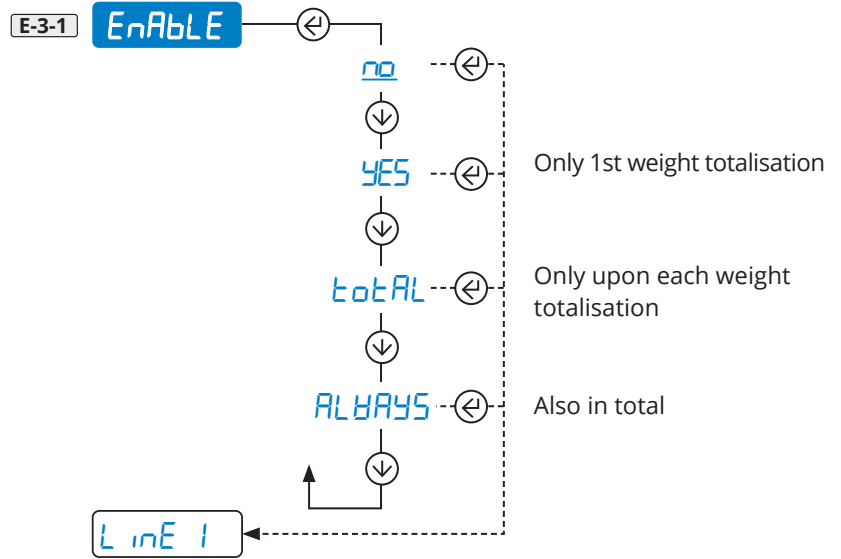 E-3-1 EnAbLE
no
YES Only 1st weight totalisation
totAL Only upon each weight
totalisation
ALWAYS Also in total
LinE 1